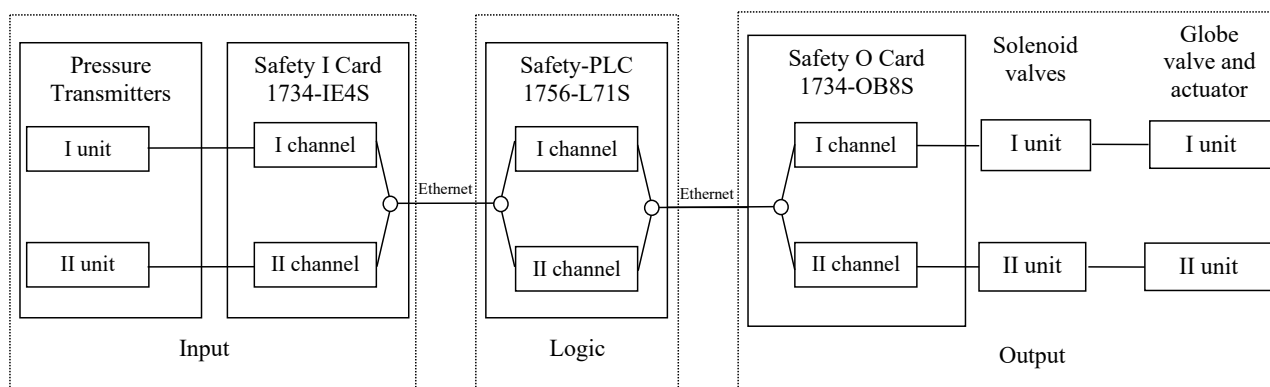 Pressure
Transmitters
I unit
II unit
Safety I Card
1734-IE4S
I channel
II channel
Input
Ethernet
Safety-PLC
1756-L71S
I channel
II channel
Logic
Ethernet
Safety O Card
1734-OB8S
I channel
II channel
Solenoid
valves
I unit
II unit
Globe
valve and
actuator
I unit
II unit
Output